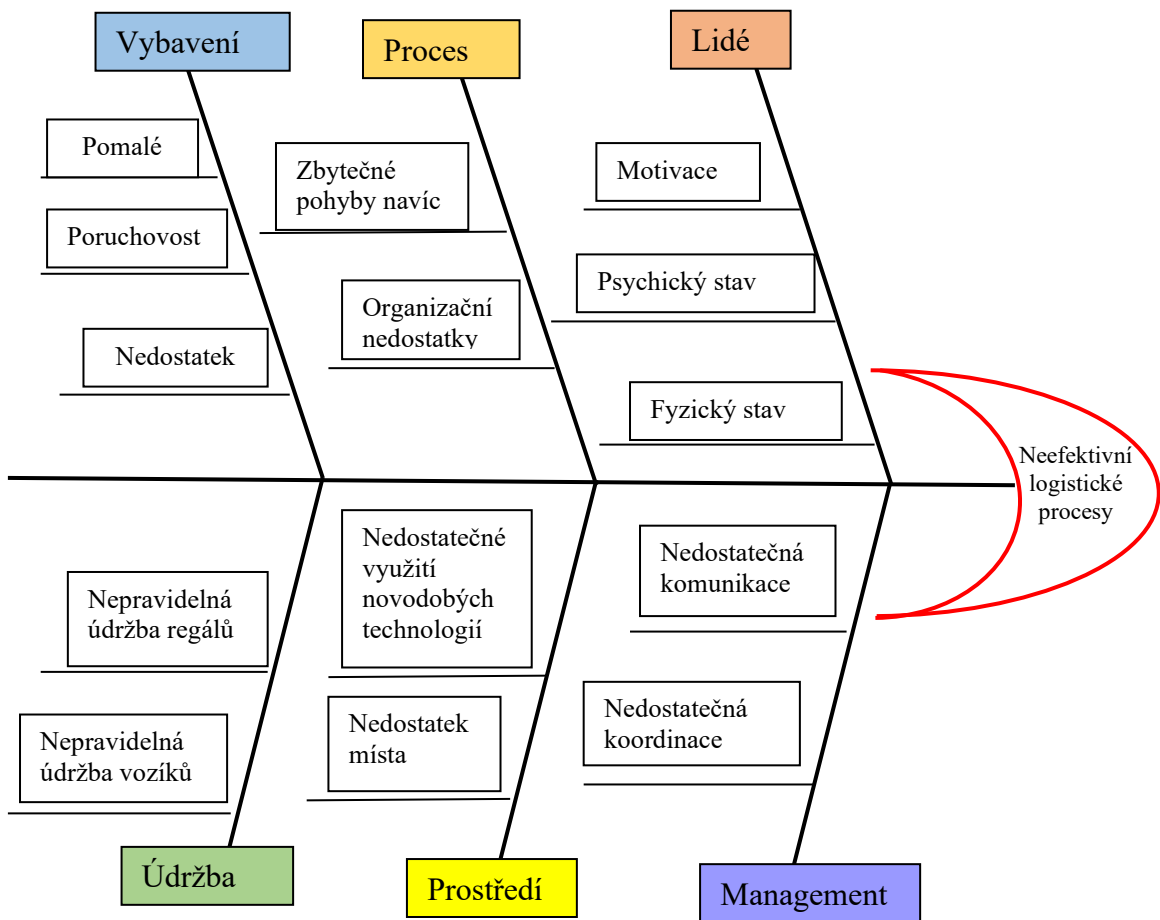 Vybavení
Proces
Lidé
Pomalé
Zbytečné
pohyby navíc
Motivace
Poruchovost
Psychický stav
Organizační
nedostatky
Nedostatek
Fyzický stav
Neefektivní
logistické
procesy
Nedostatečné
využití
novodobých
technologií
Nedostatečná
komunikace
Nepravidelná
údržba regálů
Nedostatečná
koordinace
Nedostatek
místa
Nepravidelná
údržba vozíků
Údržba
Prostředí
Management